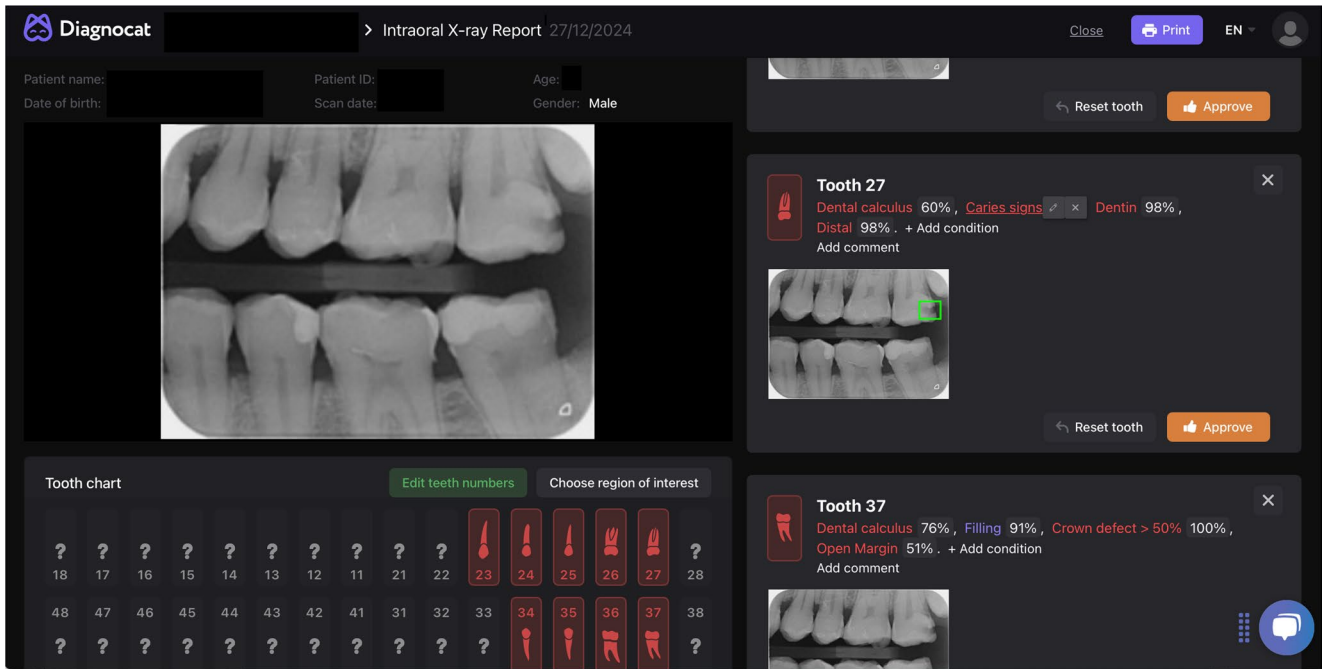 Diagnocat
> Intraoral X-ray Report 27/12/2024
Close
Print
EN
Patient name:
Patient ID:
Age:
Date of birth:
Scan date:
Gender: Male
Reset tooth
Approve
Tooth 27
Dental calculus 60% , Caries signs Dentin 98% ,
Distal 98% . + Add condition
Add comment
Reset tooth
Approve
Tooth chart
Edit teeth numbers
Choose region of interest
? ? ? ? ? ? ? ? ? ? ?
18 17 16 15 14 13 12 11 21 22 23 24 25 26 27 28
48 47 46 45 44 43 42 41 31 32 33 34 35 36 37 38
? ? ? ? ? ? ? ? ? ? ? ?
Tooth 37
Dental calculus 76% , Filling 91% , Crown defect > 50% 100% ,
Open Margin 51% . + Add condition
Add comment